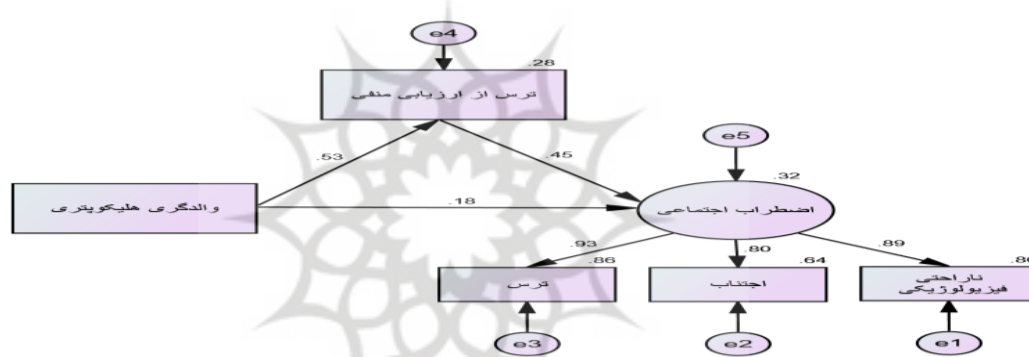 e4
.28
ترس از ارزیابی منفی
e5
.53
.45
.32
والدگری هلیکوپتری
.18
اضطراب اجتماعی
.93
.80
.89
.86
.64
.80
ترس
اجتناب
ناراحتی
فیزیولوژیکی
e3
e2
e1